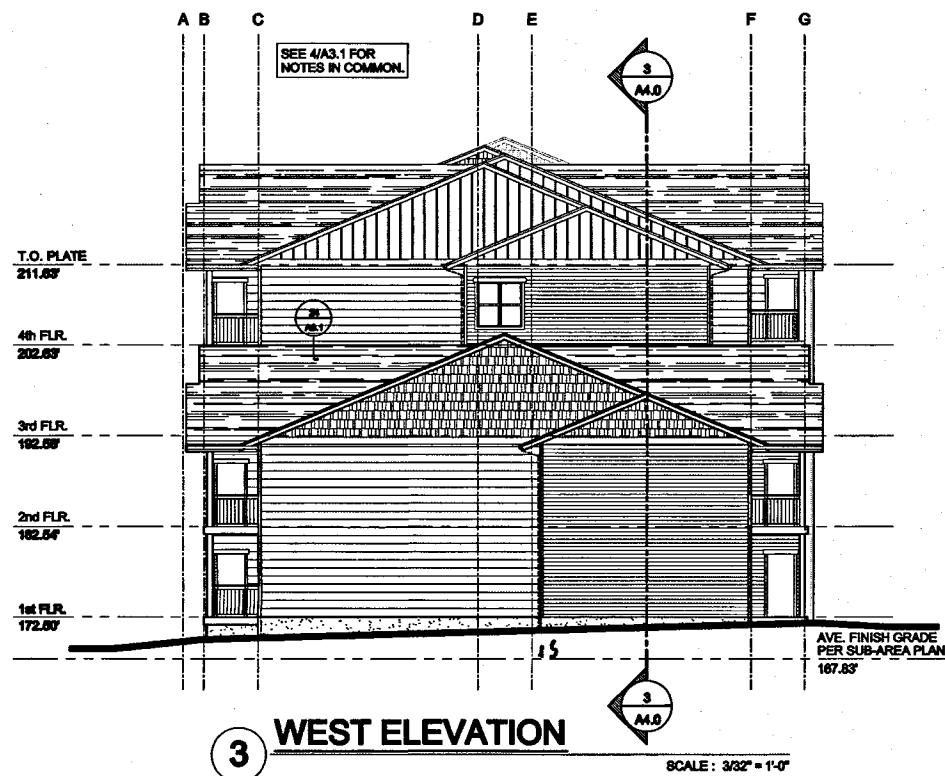 A B C D E F G
SEE 4/A3.1 FOR
NOTES IN COMMON.
3
A4.0
T.O. PLATE
211.63'
4th FLR.
202.63'
3rd FLR.
192.58'
2nd FLR.
182.54'
1st FLR.
172.50'
AVE. FINISH GRADE
PER SUB-AREA PLAN
167.83'
3
A4.0
3 WEST ELEVATION
SCALE : 3/32" = 1'-0"